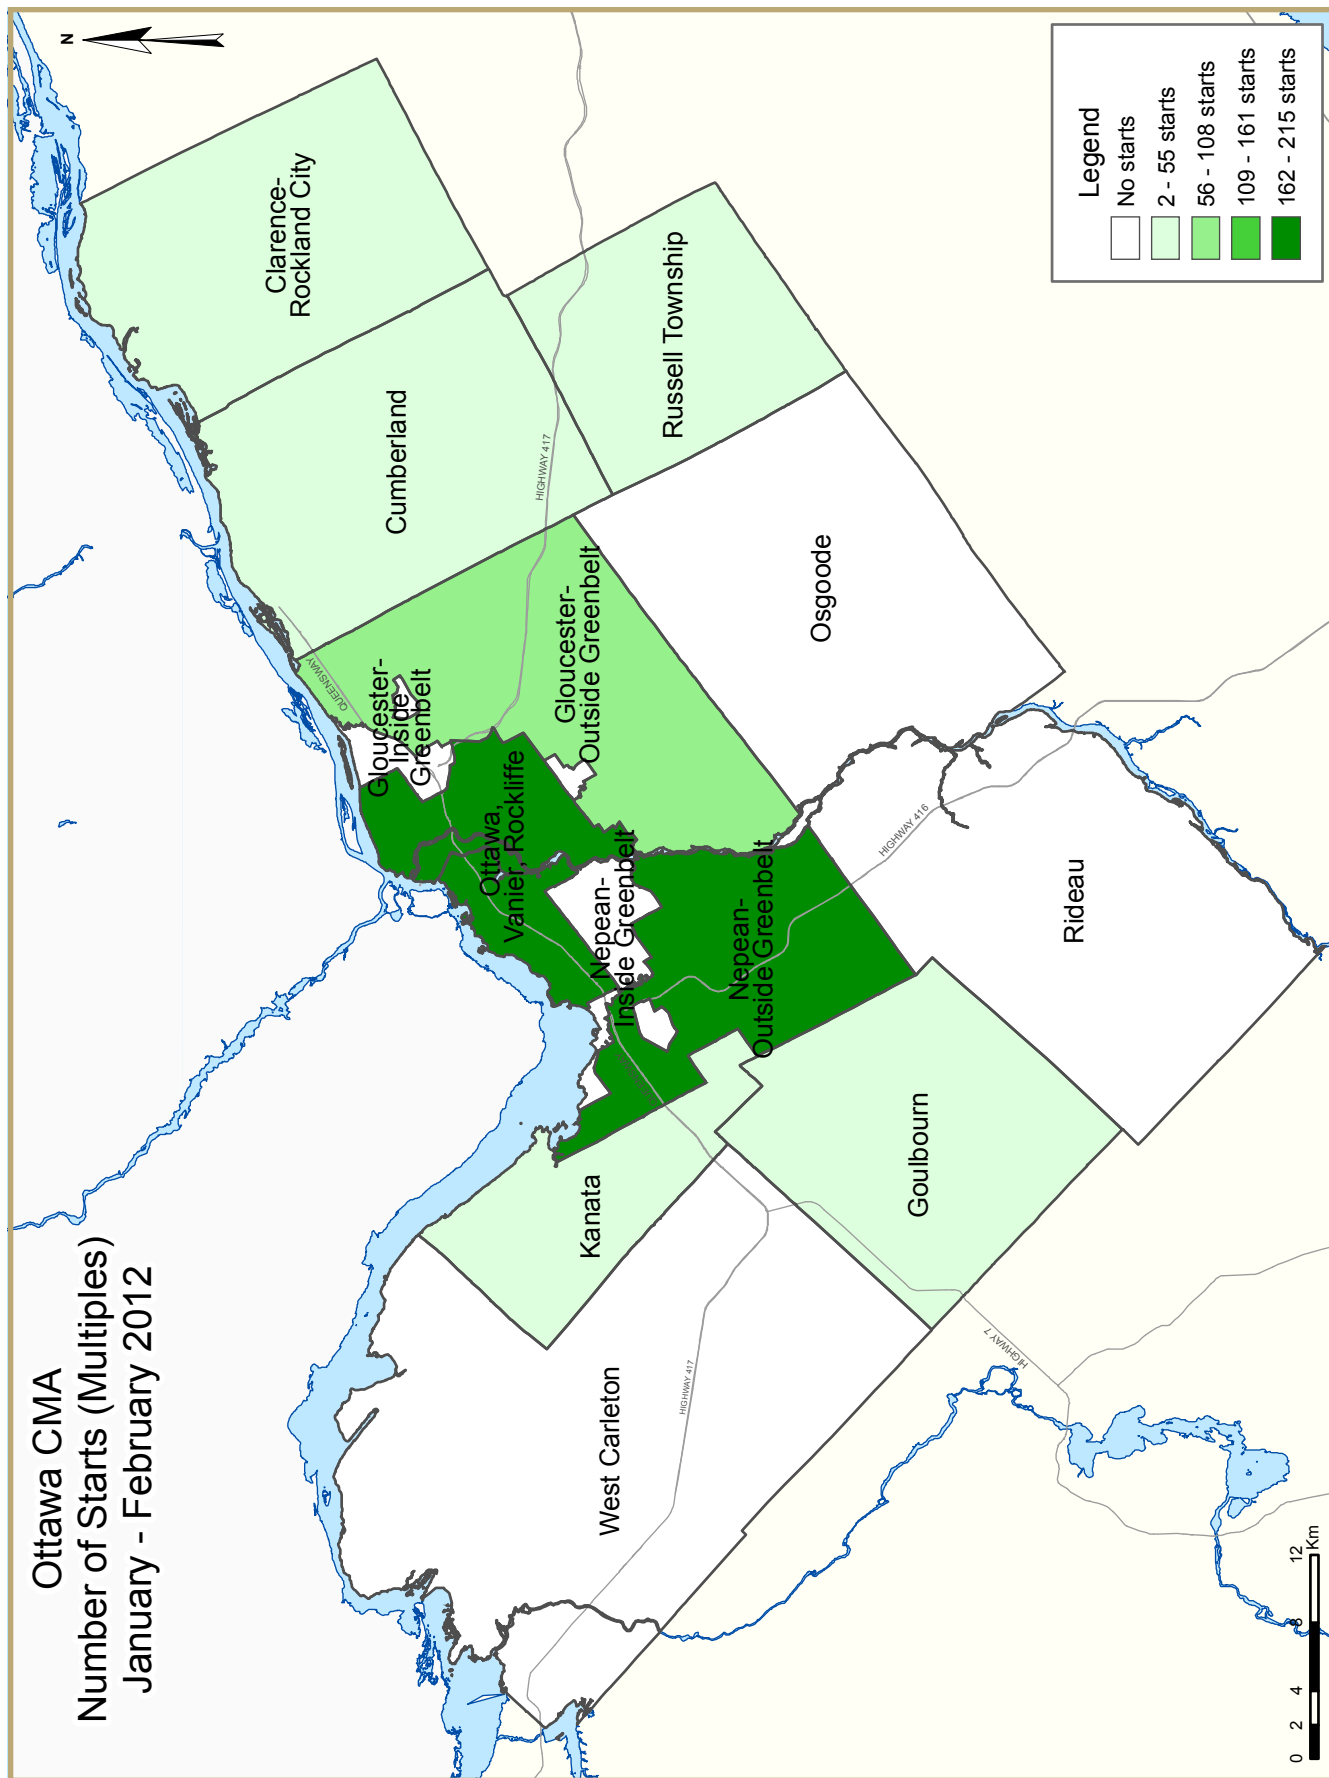 Ottawa CMA
Number of Starts (Multiples)
January - February 2012
N
Clarence-
Rockland City
Cumberland
Russell Township
HIGHWAY 417
QUEENSWAY
Gloucester-
Inside
Greenbelt
Gloucester-
Outside Greenbelt
Osgoode
Ottawa,
Vanier, Rockliffe
Nepean-
Inside Greenbelt
Nepean-
Outside Greenbelt
HIGHWAY 416
Rideau
Kanata
Goulbourn
West Carleton
HIGHWAY 417
HIGHWAY 7
Legend
No starts
2 - 55 starts
56 - 108 starts
109 - 161 starts
162 - 215 starts
0 2 4 8 12
Km